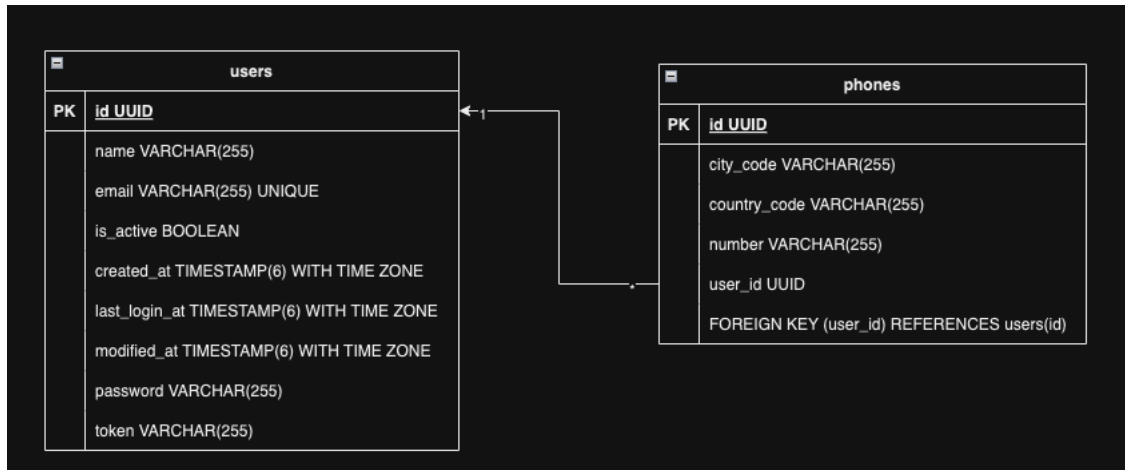 users
PK id UUID
name VARCHAR(255)
email VARCHAR(255) UNIQUE
is_active BOOLEAN
created_at TIMESTAMP(6) WITH TIME ZONE
last_login_at TIMESTAMP(6) WITH TIME ZONE
modified_at TIMESTAMP(6) WITH TIME ZONE
password VARCHAR(255)
token VARCHAR(255)
1
*
phones
PK id UUID
city_code VARCHAR(255)
country_code VARCHAR(255)
number VARCHAR(255)
user_id UUID
FOREIGN KEY (user_id) REFERENCES users(id)